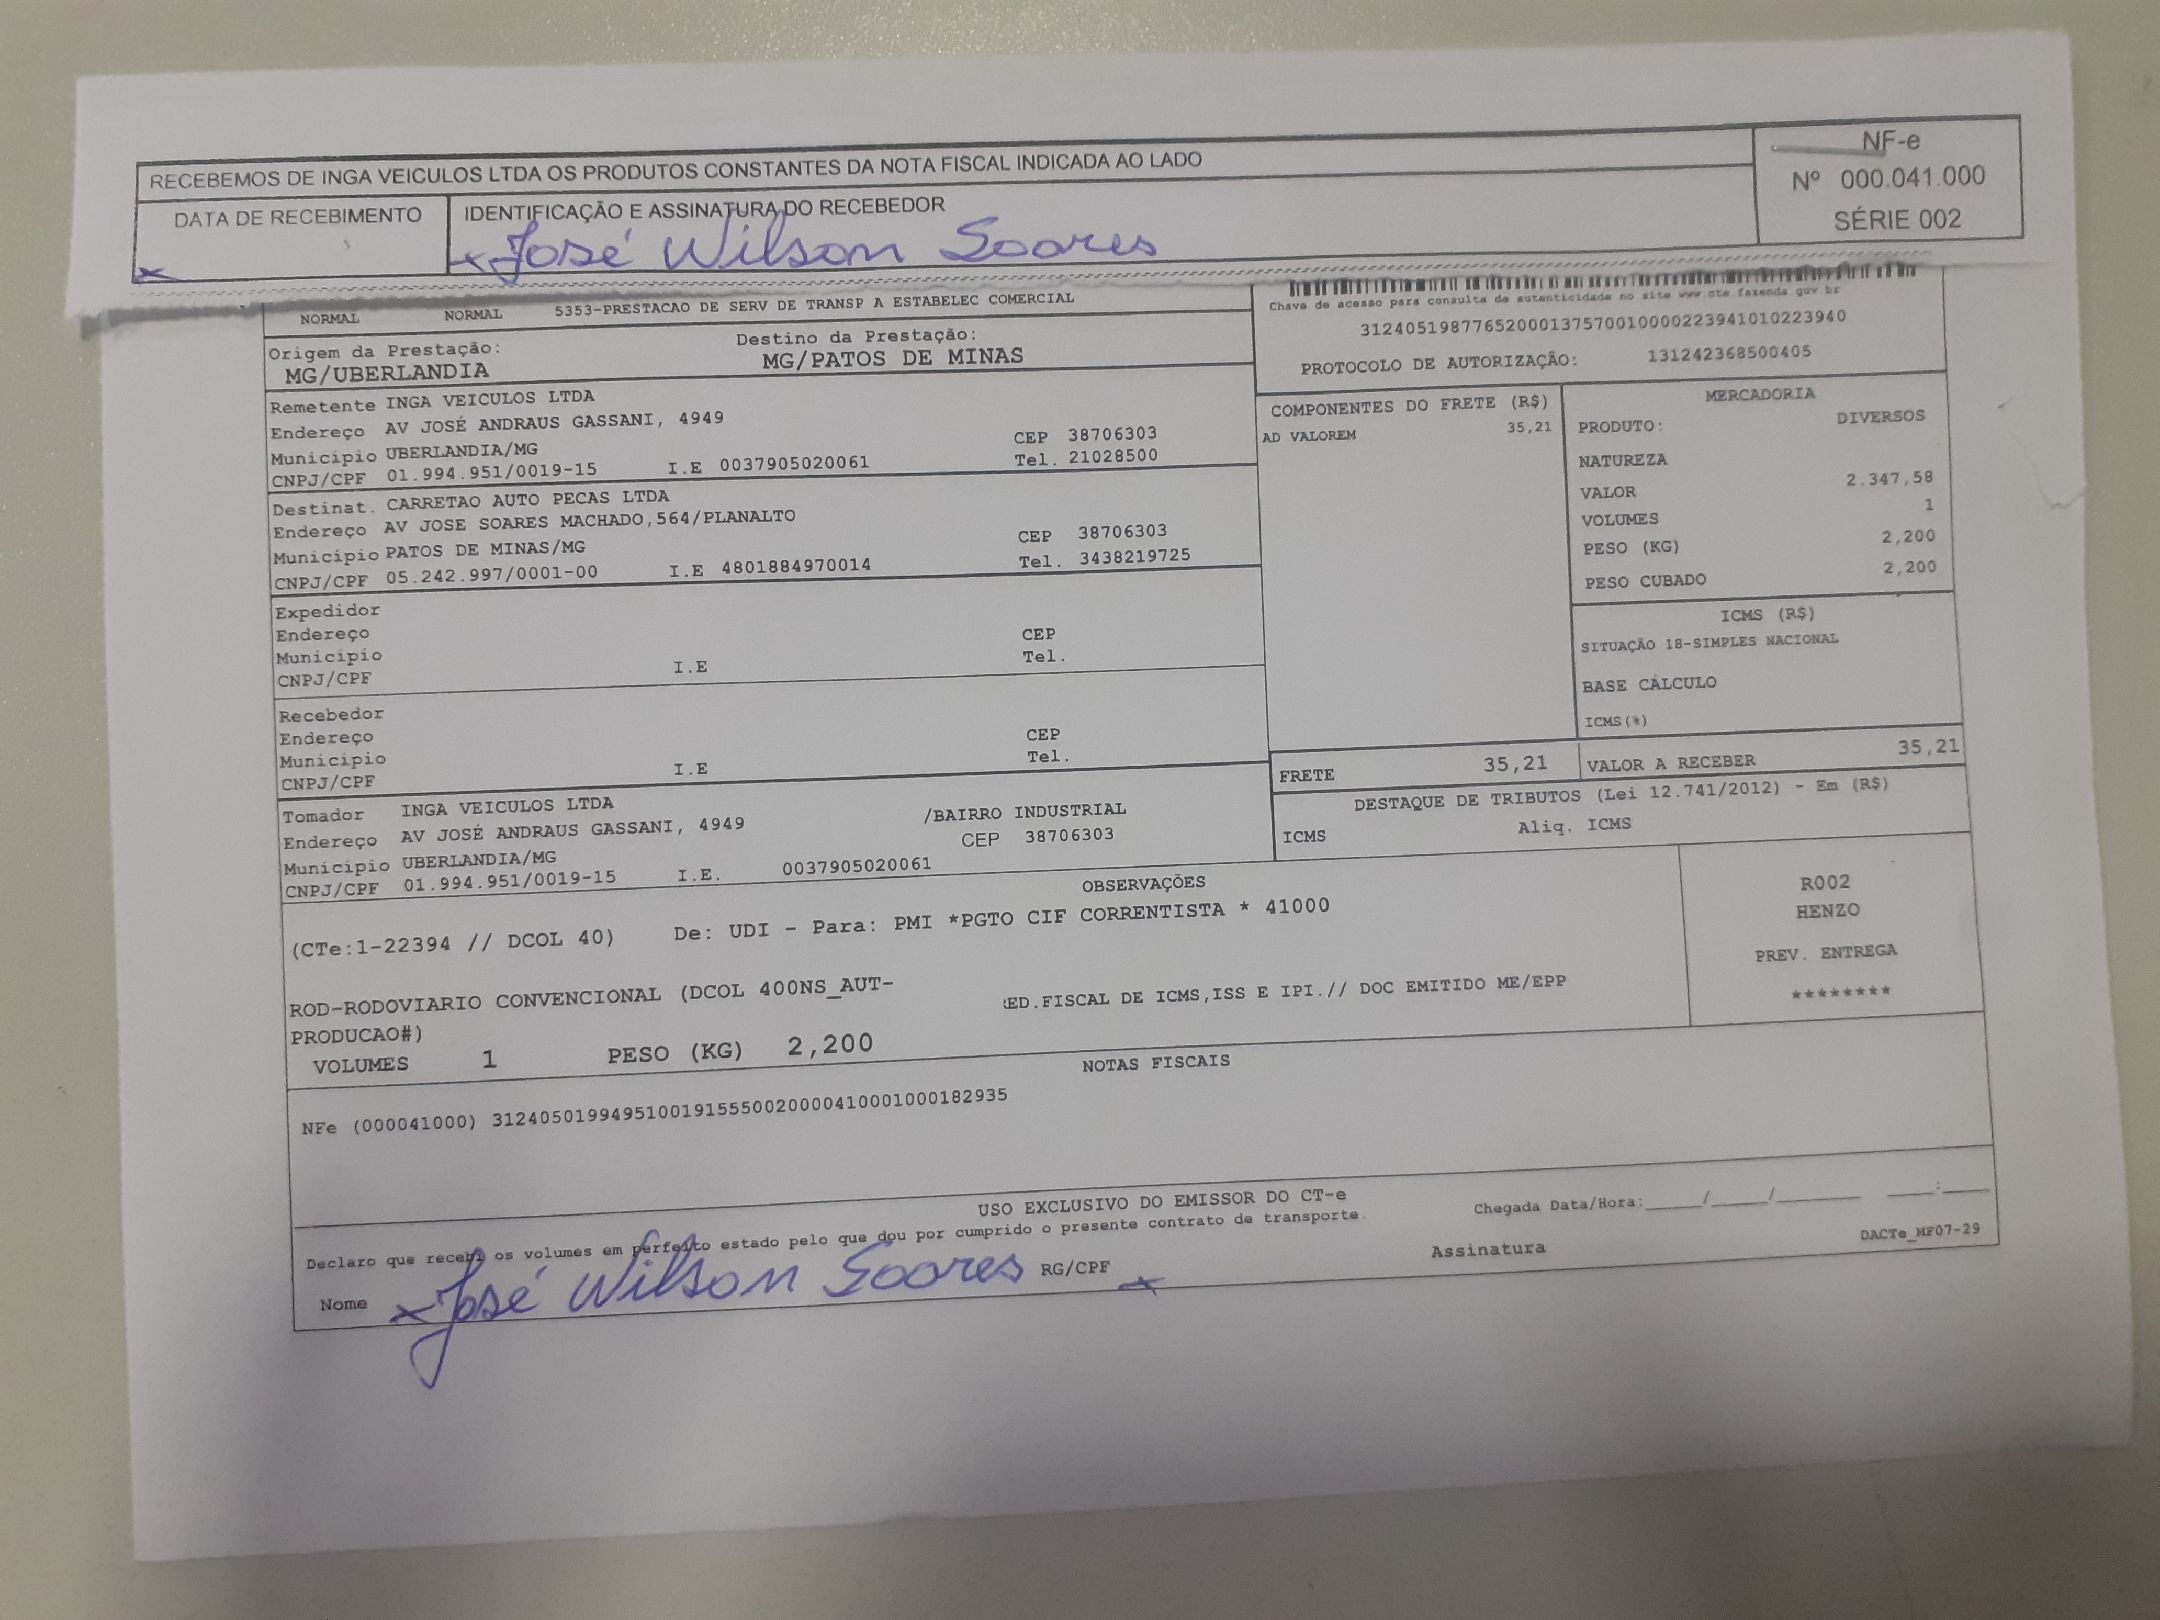 RECEBEMOS DE INGA VEICULOS LTDA OS PRODUTOS CONSTANTES DA NOTA FISCAL INDICADA AO LADO
NF-e
Nº 000.041.000
SÉRIE 002
DATA DE RECEBIMENTO
IDENTIFICAÇÃO E ASSINATURA DO RECEBEDOR
x
x José Wilson Soares
NORMAL NORMAL 5353-PRESTACAO DE SERV DE TRANSP A ESTABELEC COMERCIAL
Chave de acesso para consulta de autenticidade no site www.cte.fazenda.gov.br
31240519877652000137570010000223941010223940
PROTOCOLO DE AUTORIZAÇÃO: 131242368500405
Origem da Prestação:
MG/UBERLANDIA
Destino da Prestação:
MG/PATOS DE MINAS
Remetente INGA VEICULOS LTDA
Endereço AV JOSÉ ANDRAUS GASSANI, 4949
CEP 38706303
Município UBERLANDIA/MG
Tel. 21028500
CNPJ/CPF 01.994.951/0019-15 I.E 0037905020061
Destinat. CARRETAO AUTO PECAS LTDA
Endereço AV JOSE SOARES MACHADO,564/PLANALTO
CEP 38706303
Município PATOS DE MINAS/MG
Tel. 3438219725
CNPJ/CPF 05.242.997/0001-00 I.E 4801884970014
Expedidor
Endereço CEP
Município Tel.
CNPJ/CPF I.E
Recebedor
Endereço CEP
Município Tel.
CNPJ/CPF I.E
Tomador INGA VEICULOS LTDA
Endereço AV JOSÉ ANDRAUS GASSANI, 4949 /BAIRRO INDUSTRIAL
CEP 38706303
Município UBERLANDIA/MG
CNPJ/CPF 01.994.951/0019-15 I.E. 0037905020061
COMPONENTES DO FRETE (R$)
AD VALOREM 35,21
MERCADORIA
PRODUTO: DIVERSOS
NATUREZA
VALOR 2.347,58
VOLUMES 1
PESO (KG) 2,200
PESO CUBADO 2,200
ICMS (R$)
SITUAÇÃO 18-SIMPLES NACIONAL
BASE CÁLCULO
ICMS(%)
FRETE 35,21 VALOR A RECEBER 35,21
DESTAQUE DE TRIBUTOS (Lei 12.741/2012) - Em (R$)
ICMS Aliq. ICMS
OBSERVAÇÕES
(CTe:1-22394 // DCOL 40) De: UDI - Para: PMI *PGTO CIF CORRENTISTA * 41000
ROD-RODOVIARIO CONVENCIONAL (DCOL 400NS_AUT-
PRODUCAO#)
RED.FISCAL DE ICMS,ISS E IPI.// DOC EMITIDO ME/EPP
VOLUMES 1 PESO (KG) 2,200
R002
HENZO
PREV. ENTREGA
********
NOTAS FISCAIS
NFe (000041000) 31240501994951001915550020000410001000182935
USO EXCLUSIVO DO EMISSOR DO CT-e
Declaro que recebi os volumes em perfeito estado pelo que dou por cumprido o presente contrato de transporte.
Chegada Data/Hora:_____/_____/________ ____:____
Nome x José Wilson Soares RG/CPF x
Assinatura
DACTe_MF07-29